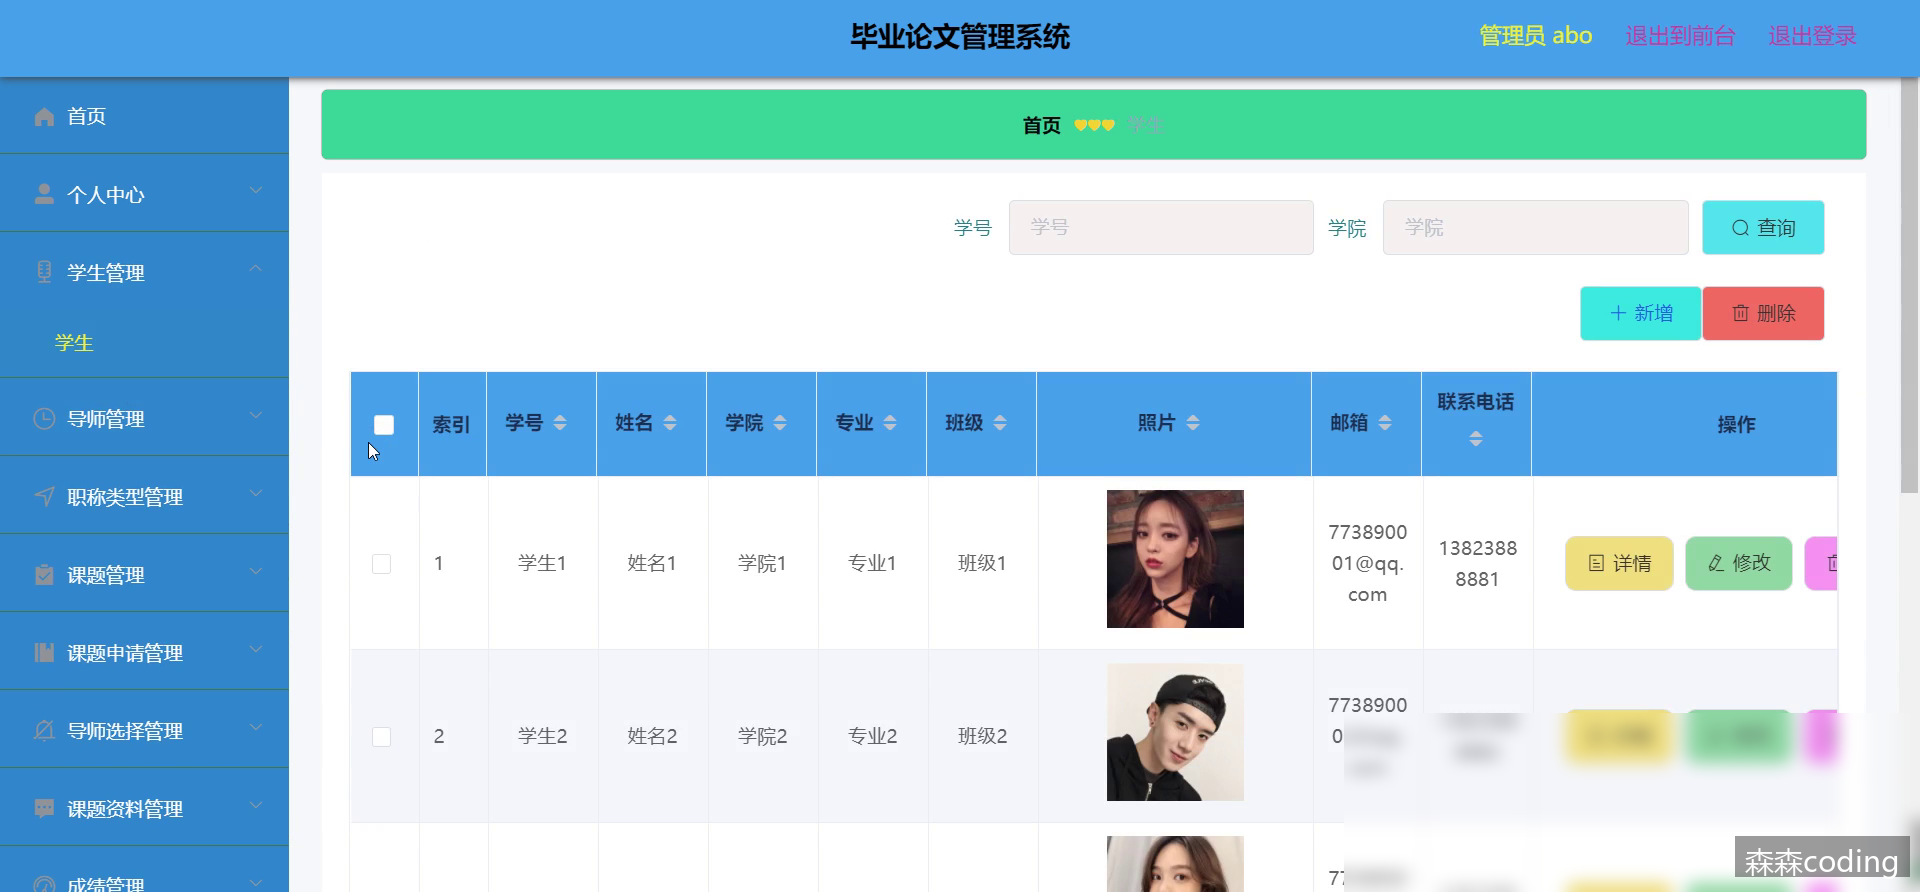 毕业论文管理系统
管理员 abo
退出到前台
退出登录
首页
个人中心
学生管理
学生
导师管理
职称类型管理
课题管理
课题申请管理
导师选择管理
课题资料管理
成绩管理
首页 学生
学号 学号 学院 学院 查询
新增 删除
索引 学号 姓名 学院 专业 班级 照片 邮箱 联系电话 操作
1 学生1 姓名1 学院1 专业1 班级1
7738900
01@qq.
com
1382388
8881
详情 修改
2 学生2 姓名2 学院2 专业2 班级2
7738900
0
77
森森coding